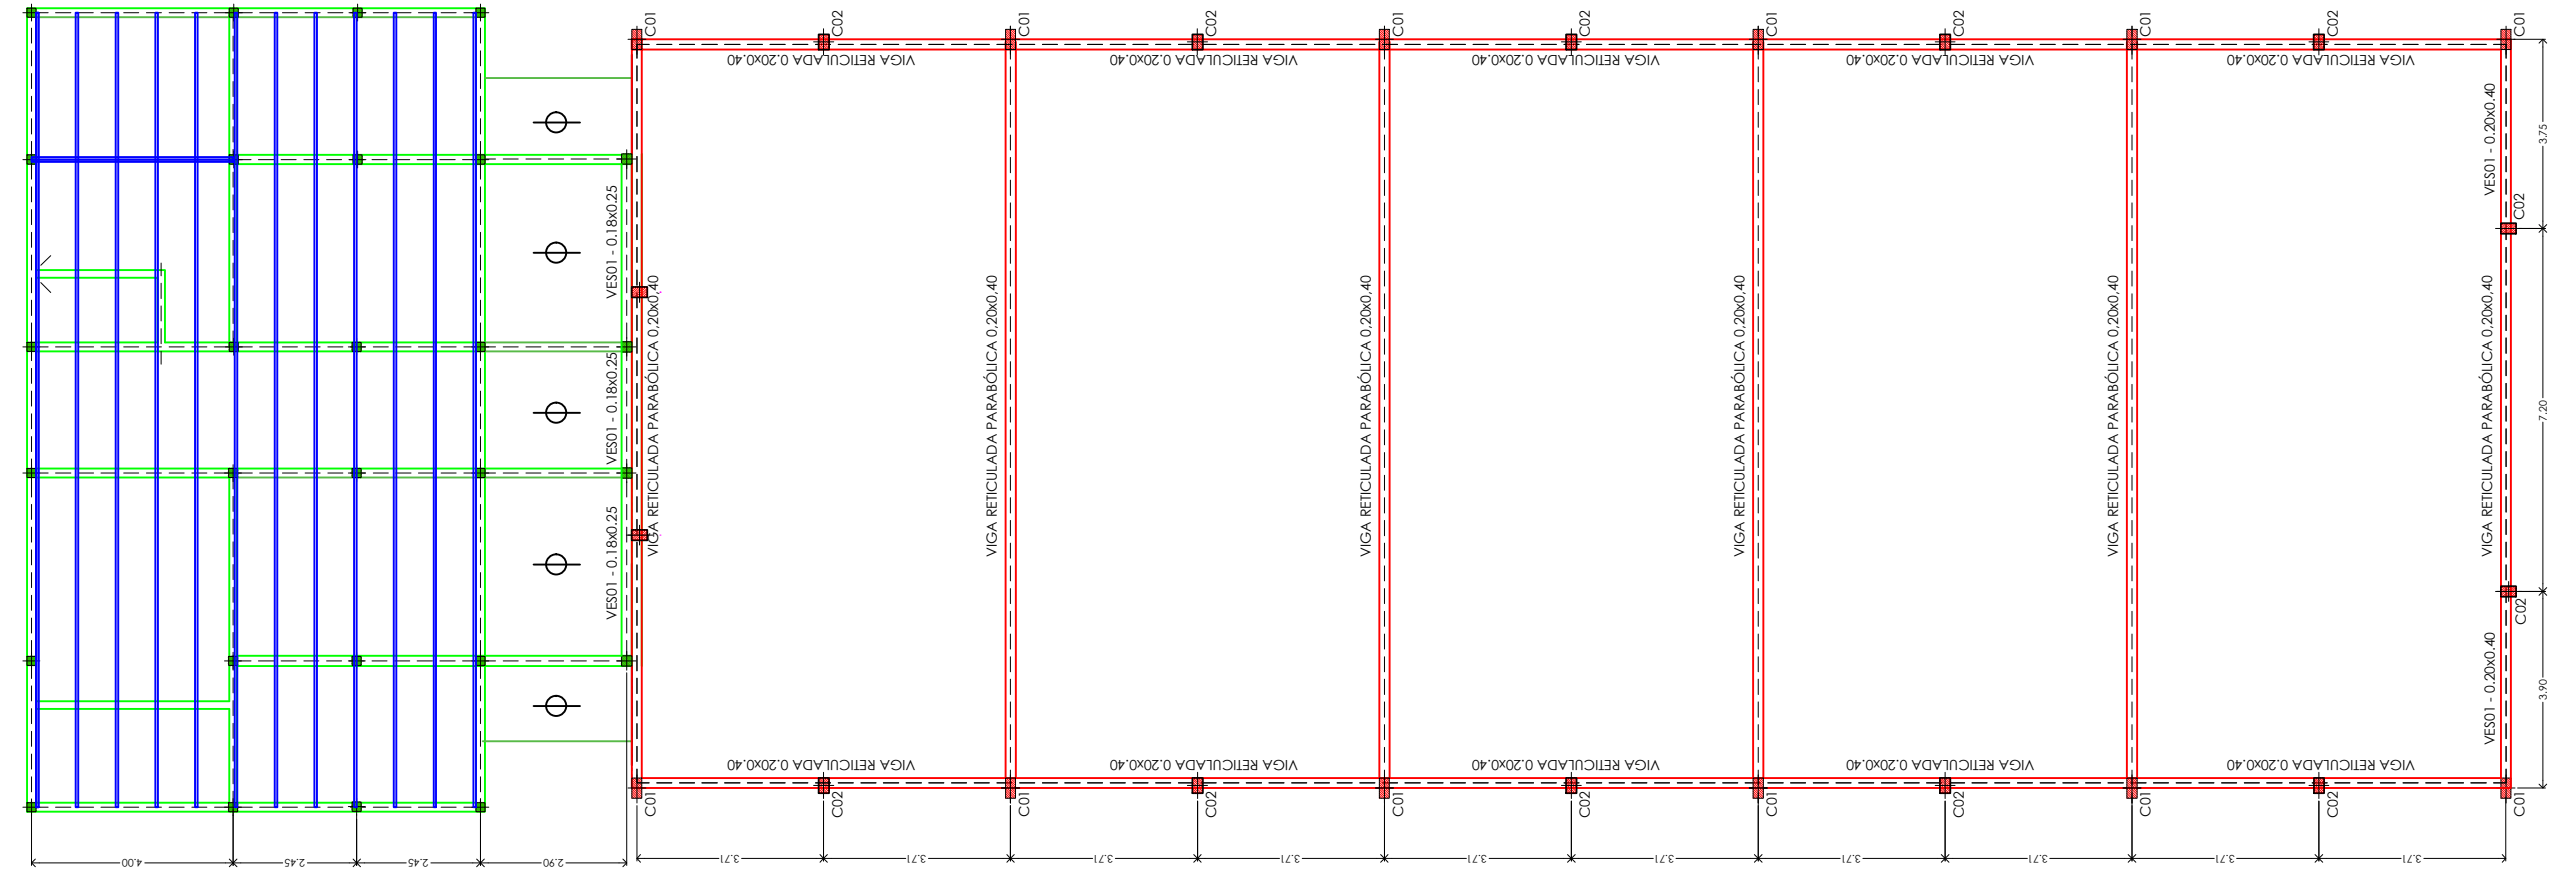 C01
C02
C01
C02
C01
C02
C01
C02
C01
C02
C01
VIGA RETICULADA 0.20x0.40
VIGA RETICULADA 0.20x0.40
VIGA RETICULADA 0.20x0.40
VIGA RETICULADA 0.20x0.40
VIGA RETICULADA 0.20x0.40
VES01 - 0.20x0.40
3.75
C02
VES01 - 0.18x0.25
VES01 - 0.18x0.25
VES01 - 0.18x0.25
VIGA RETICULADA PARABÓLICA 0,20x0,40
VIGA RETICULADA PARABÓLICA 0,20x0,40
VIGA RETICULADA PARABÓLICA 0,20x0,40
VIGA RETICULADA PARABÓLICA 0,20x0,40
VIGA RETICULADA PARABÓLICA 0,20x0,40
VIGA RETICULADA PARABÓLICA 0,20x0,40
7.20
C02
VES01 - 0.20x0.40
3.90
VIGA RETICULADA 0.20x0.40
VIGA RETICULADA 0.20x0.40
VIGA RETICULADA 0.20x0.40
VIGA RETICULADA 0.20x0.40
VIGA RETICULADA 0.20x0.40
C01
C02
C01
C02
C01
C02
C01
C02
C01
C02
C01
4.00
2.45
2.45
2.90
3.71
3.71
3.71
3.71
3.71
3.71
3.71
3.71
3.71
3.71